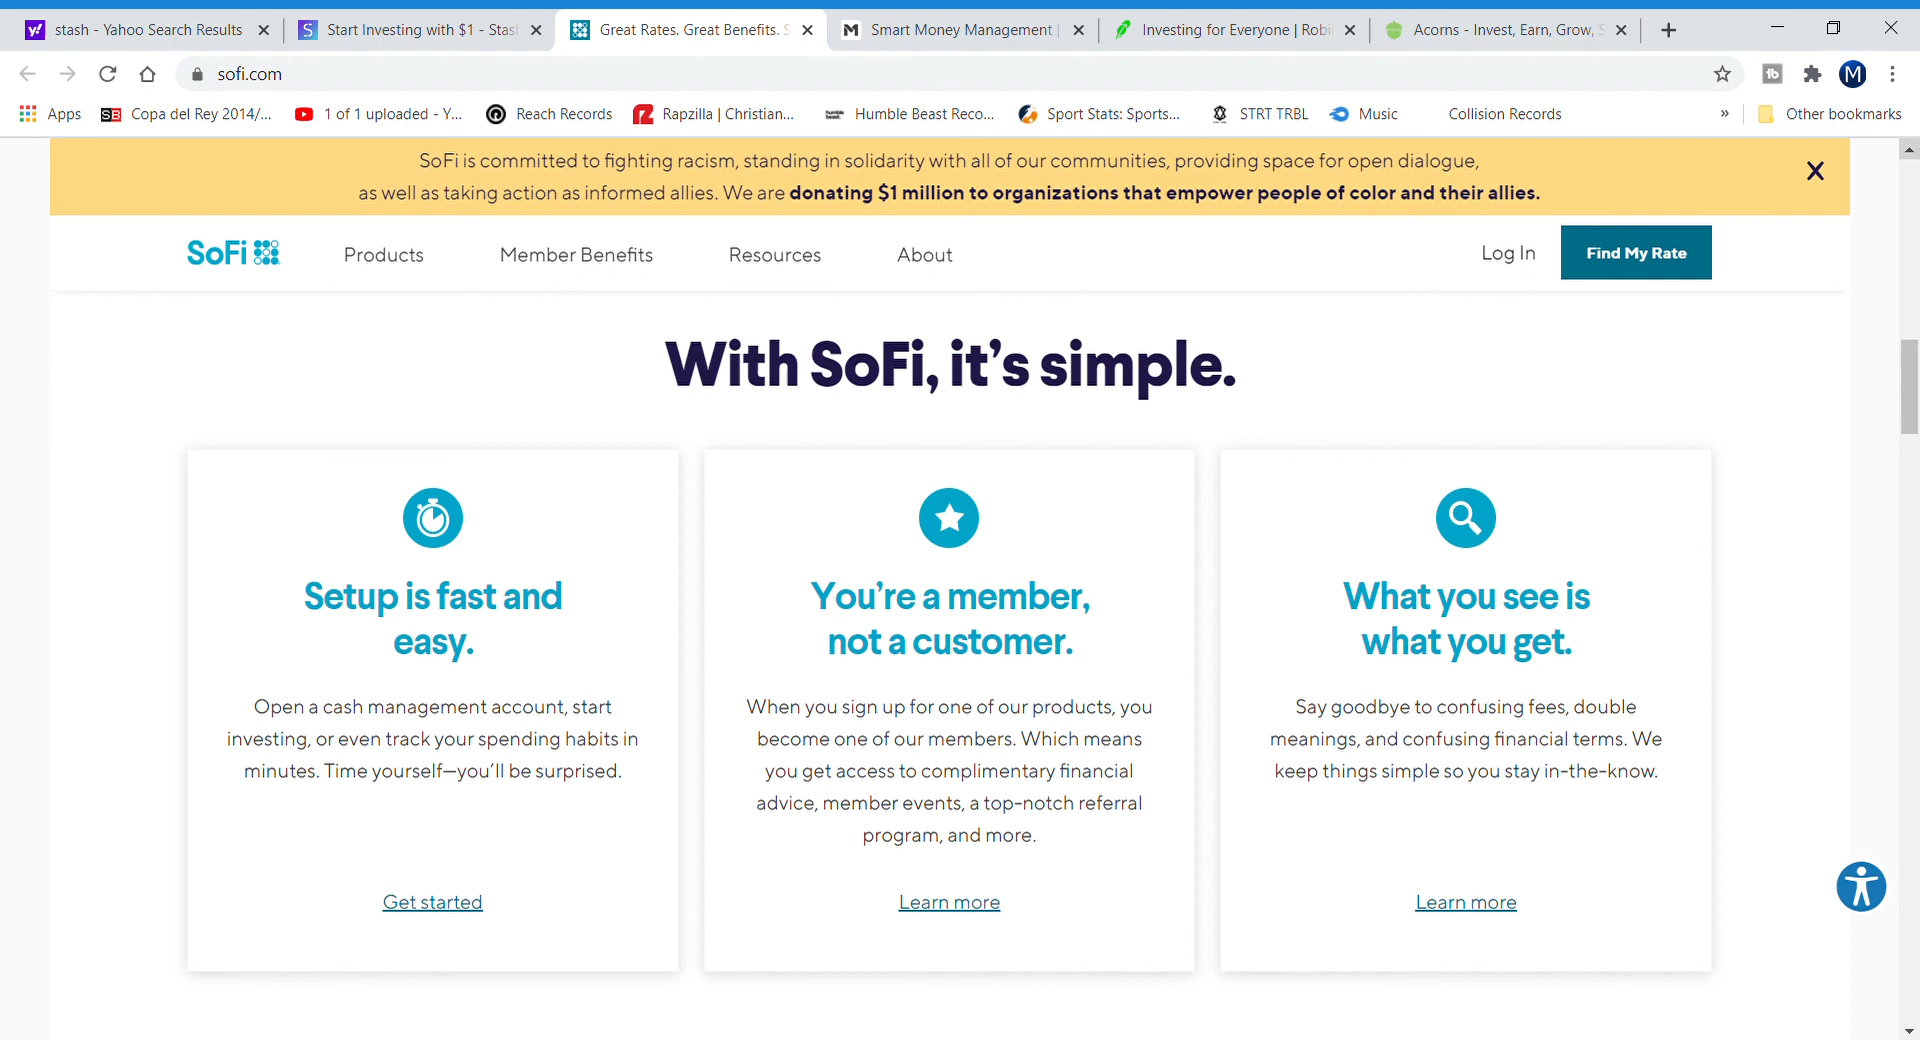 stash - Yahoo Search Results
Start Investing with $1 - Stas
Great Rates. Great Benefits. S
Smart Money Management |
Investing for Everyone | Robi
Acorns - Invest, Earn, Grow, S
sofi.com
M
Apps
Copa del Rey 2014/...
1 of 1 uploaded - Y...
Reach Records
Rapzilla | Christian...
Humble Beast Reco...
Sport Stats: Sports...
STRT TRBL
Music
Collision Records
»
Other bookmarks
SoFi is committed to fighting racism, standing in solidarity with all of our communities, providing space for open dialogue,
as well as taking action as informed allies. We are donating $1 million to organizations that empower people of color and their allies.
SoFi
Products
Member Benefits
Resources
About
Log In
Find My Rate
With SoFi, it's simple.
Setup is fast and
easy.
Open a cash management account, start
investing, or even track your spending habits in
minutes. Time yourself—you'll be surprised.
Get started
You're a member,
not a customer.
When you sign up for one of our products, you
become one of our members. Which means
you get access to complimentary financial
advice, member events, a top-notch referral
program, and more.
Learn more
What you see is
what you get.
Say goodbye to confusing fees, double
meanings, and confusing financial terms. We
keep things simple so you stay in-the-know.
Learn more